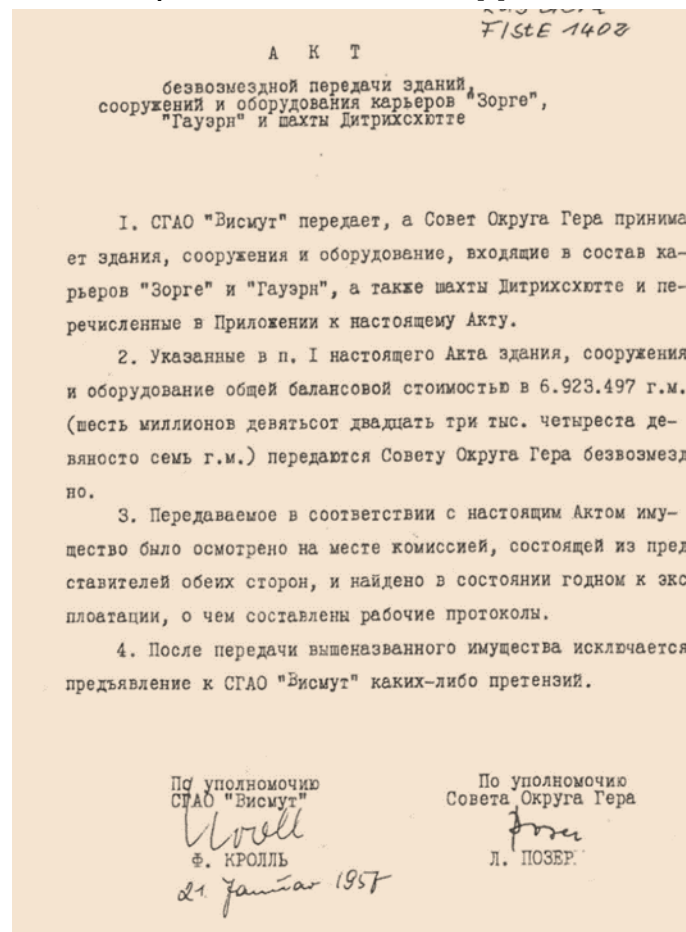 F/StE 1402
А К Т
безвозмездной передачи зданий,
сооружений и оборудования карьеров "Зорге",
"Гауэрн" и шахты Дитрихсхютте
I. СГАО "Висмут" передает, а Совет Округа Гера принима
ет здания, сооружения и оборудование, входящие в состав ка-
рьеров "Зорге" и "Гауэрн", а также шахты Дитрихсхютте и пе-
речисленные в Приложении к настоящему Акту.
2. Указанные в п. I настоящего Акта здания, сооружения
и оборудование общей балансовой стоимостью в 6.923.497 г.м.
(шесть миллионов девятьсот двадцать три тыс. четыреста де-
вяносто семь г.м.) передаются Совету Округа Гера безвозмезд
но.
3. Передаваемое в соответствии с настоящим Актом иму-
щество было осмотрено на месте комиссией, состоящей из пред
ставителей обеих сторон, и найдено в состоянии годном к экс
плоатации, о чем составлены рабочие протоколы.
4. После передачи вышеназванного имущества исключается
предъявление к СГАО "Висмут" каких-либо претензий.
По уполномочию
СГАО "Висмут"
Kroll
Ф. КРОЛЛЬ
21. Januar 1957
По уполномочию
Совета Округа Гера
Poser
Л. ПОЗЕР.